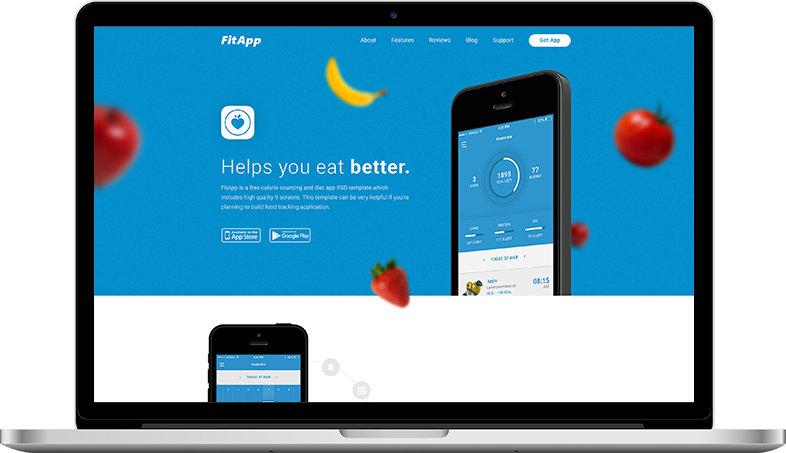 FitApp
About Features Reviews Blog Support Get App
Helps you eat better.
FitApp is a free calorie counting and diet app PSD template which
includes high quality 9 screens. This template can be very helpful if you're
planning to build food tracking application.
App Store
Google Play
Overview
3
1895
77
CARBS PROTEIN FAT
TODAY, 27 MAR
Apple
08:15
Statistics
TODAY, 27 MAR